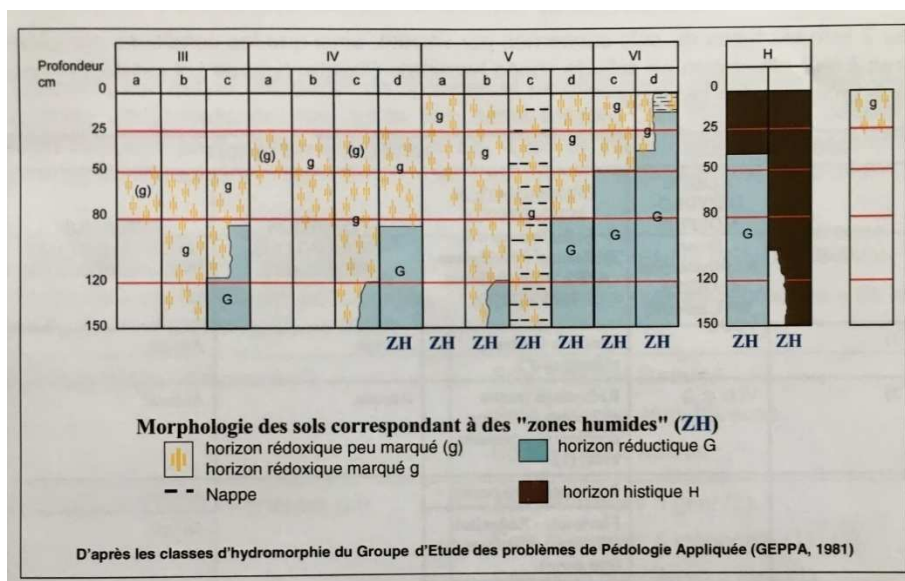 III IV V VI H
Profondeur
cm
a b c a b c d a b c d c d
0 0
25 25
50 50
80 80
120 120
150 150
(g) g g G (g) g (g) g g G g g g g G g G g G G g
ZH ZH ZH ZH ZH ZH ZH ZH ZH
Morphologie des sols correspondant à des "zones humides" (ZH)
horizon rédoxique peu marqué (g)
horizon rédoxique marqué g
Nappe
horizon réductique G
horizon histique H
D'après les classes d'hydromorphie du Groupe d'Etude des problèmes de Pédologie Appliquée (GEPPA, 1981)